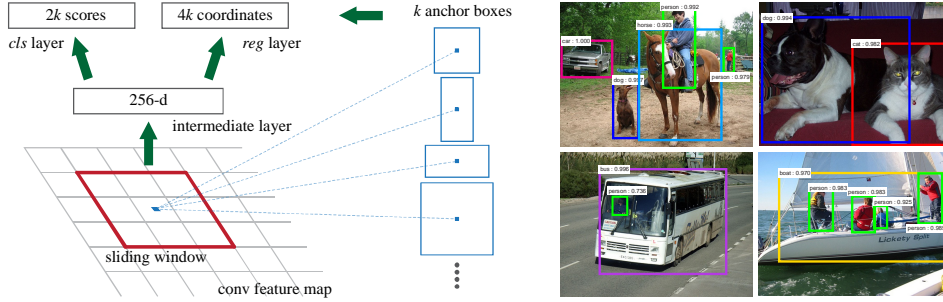 2k scores
4k coordinates
k anchor boxes
cls layer
reg layer
256-d
intermediate layer
sliding window
conv feature map
person : 0.992
horse : 0.993
car : 1.000
person : 0.979
dog : 0.997
dog : 0.994
cat : 0.982
bus : 0.996
person : 0.736
boat : 0.970
person : 0.983
person : 0.983
person : 0.925
Lickety Split